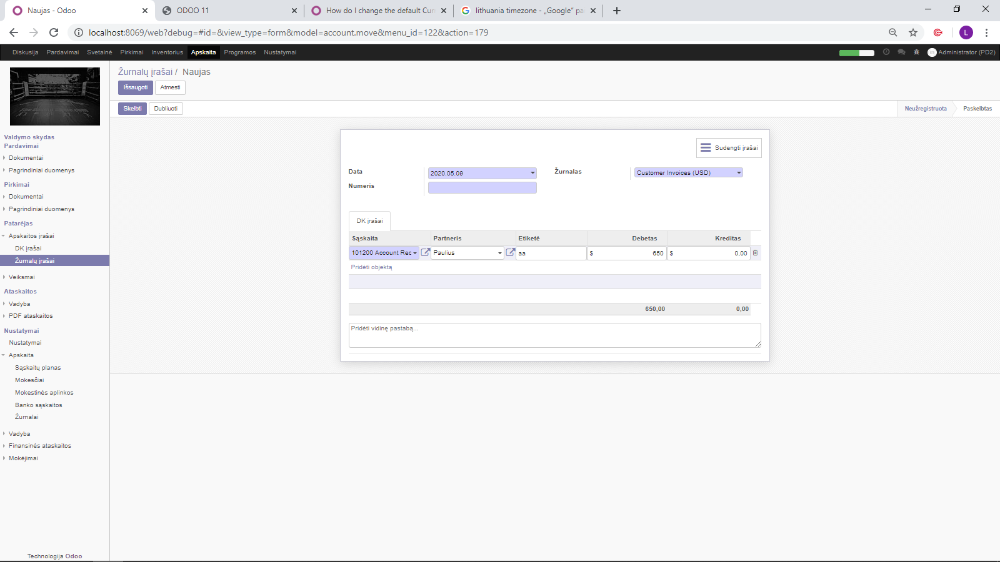 Naujas - Odoo
ODOO 11
How do I change the default Cur
lithuania timezone - „Google“ pa
localhost:8069/web?debug=#id=&view_type=form&model=account.move&menu_id=122&action=179
L
Diskusija Pardavimai Svetainė Pirkimai Inventorius Apskaita Programos Nustatymai
Administrator (PD2)
Žurnalų įrašai / Naujas
Išsaugoti Atmesti
Skelbti Dubliuoti
Neužregistruota Paskelbtas
Valdymo skydas
Pardavimai
Dokumentai
Pagrindiniai duomenys
Pirkimai
Dokumentai
Pagrindiniai duomenys
Patarėjas
Apskaitos įrašai
DK įrašai
Žurnalų įrašai
Veiksmai
Ataskaitos
Vadyba
PDF ataskaitos
Nustatymai
Nustatymai
Apskaita
Sąskaitų planas
Mokesčiai
Mokestinės aplinkos
Banko sąskaitos
Žurnalai
Vadyba
Finansinės ataskaitos
Mokėjimai
Technologija Odoo
Sudengti įrašai
Data 2020.05.09 Žurnalas Customer Invoices (USD)
Numeris
DK įrašai
Sąskaita Partneris Etiketė Debetas Kreditas
101200 Account Rec Paulius aa $ 650 $ 0,00
Pridėti objektą
650,00 0,00
Pridėti vidinę pastabą...